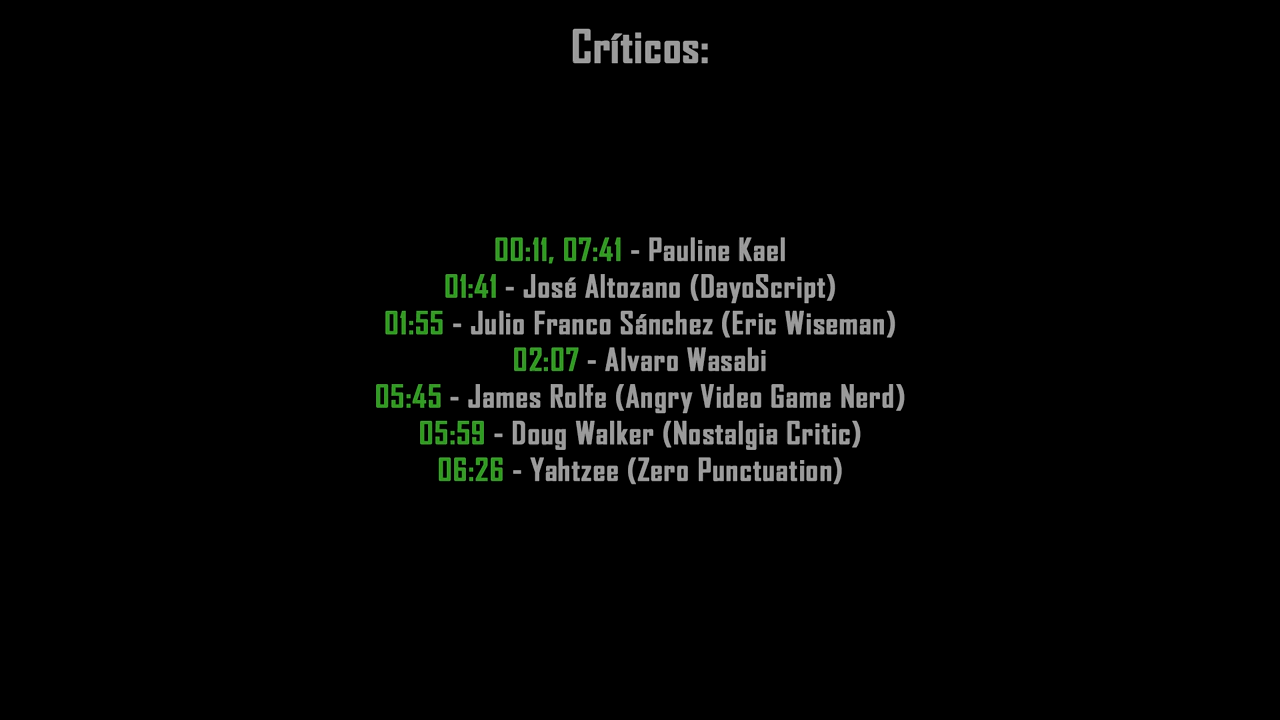 Críticos:
00:11, 07:41 - Pauline Kael
01:41 - José Altozano (DayoScript)
01:55 - Julio Franco Sánchez (Eric Wiseman)
02:07 - Alvaro Wasabi
05:45 - James Rolfe (Angry Video Game Nerd)
05:59 - Doug Walker (Nostalgia Critic)
06:26 - Yahtzee (Zero Punctuation)